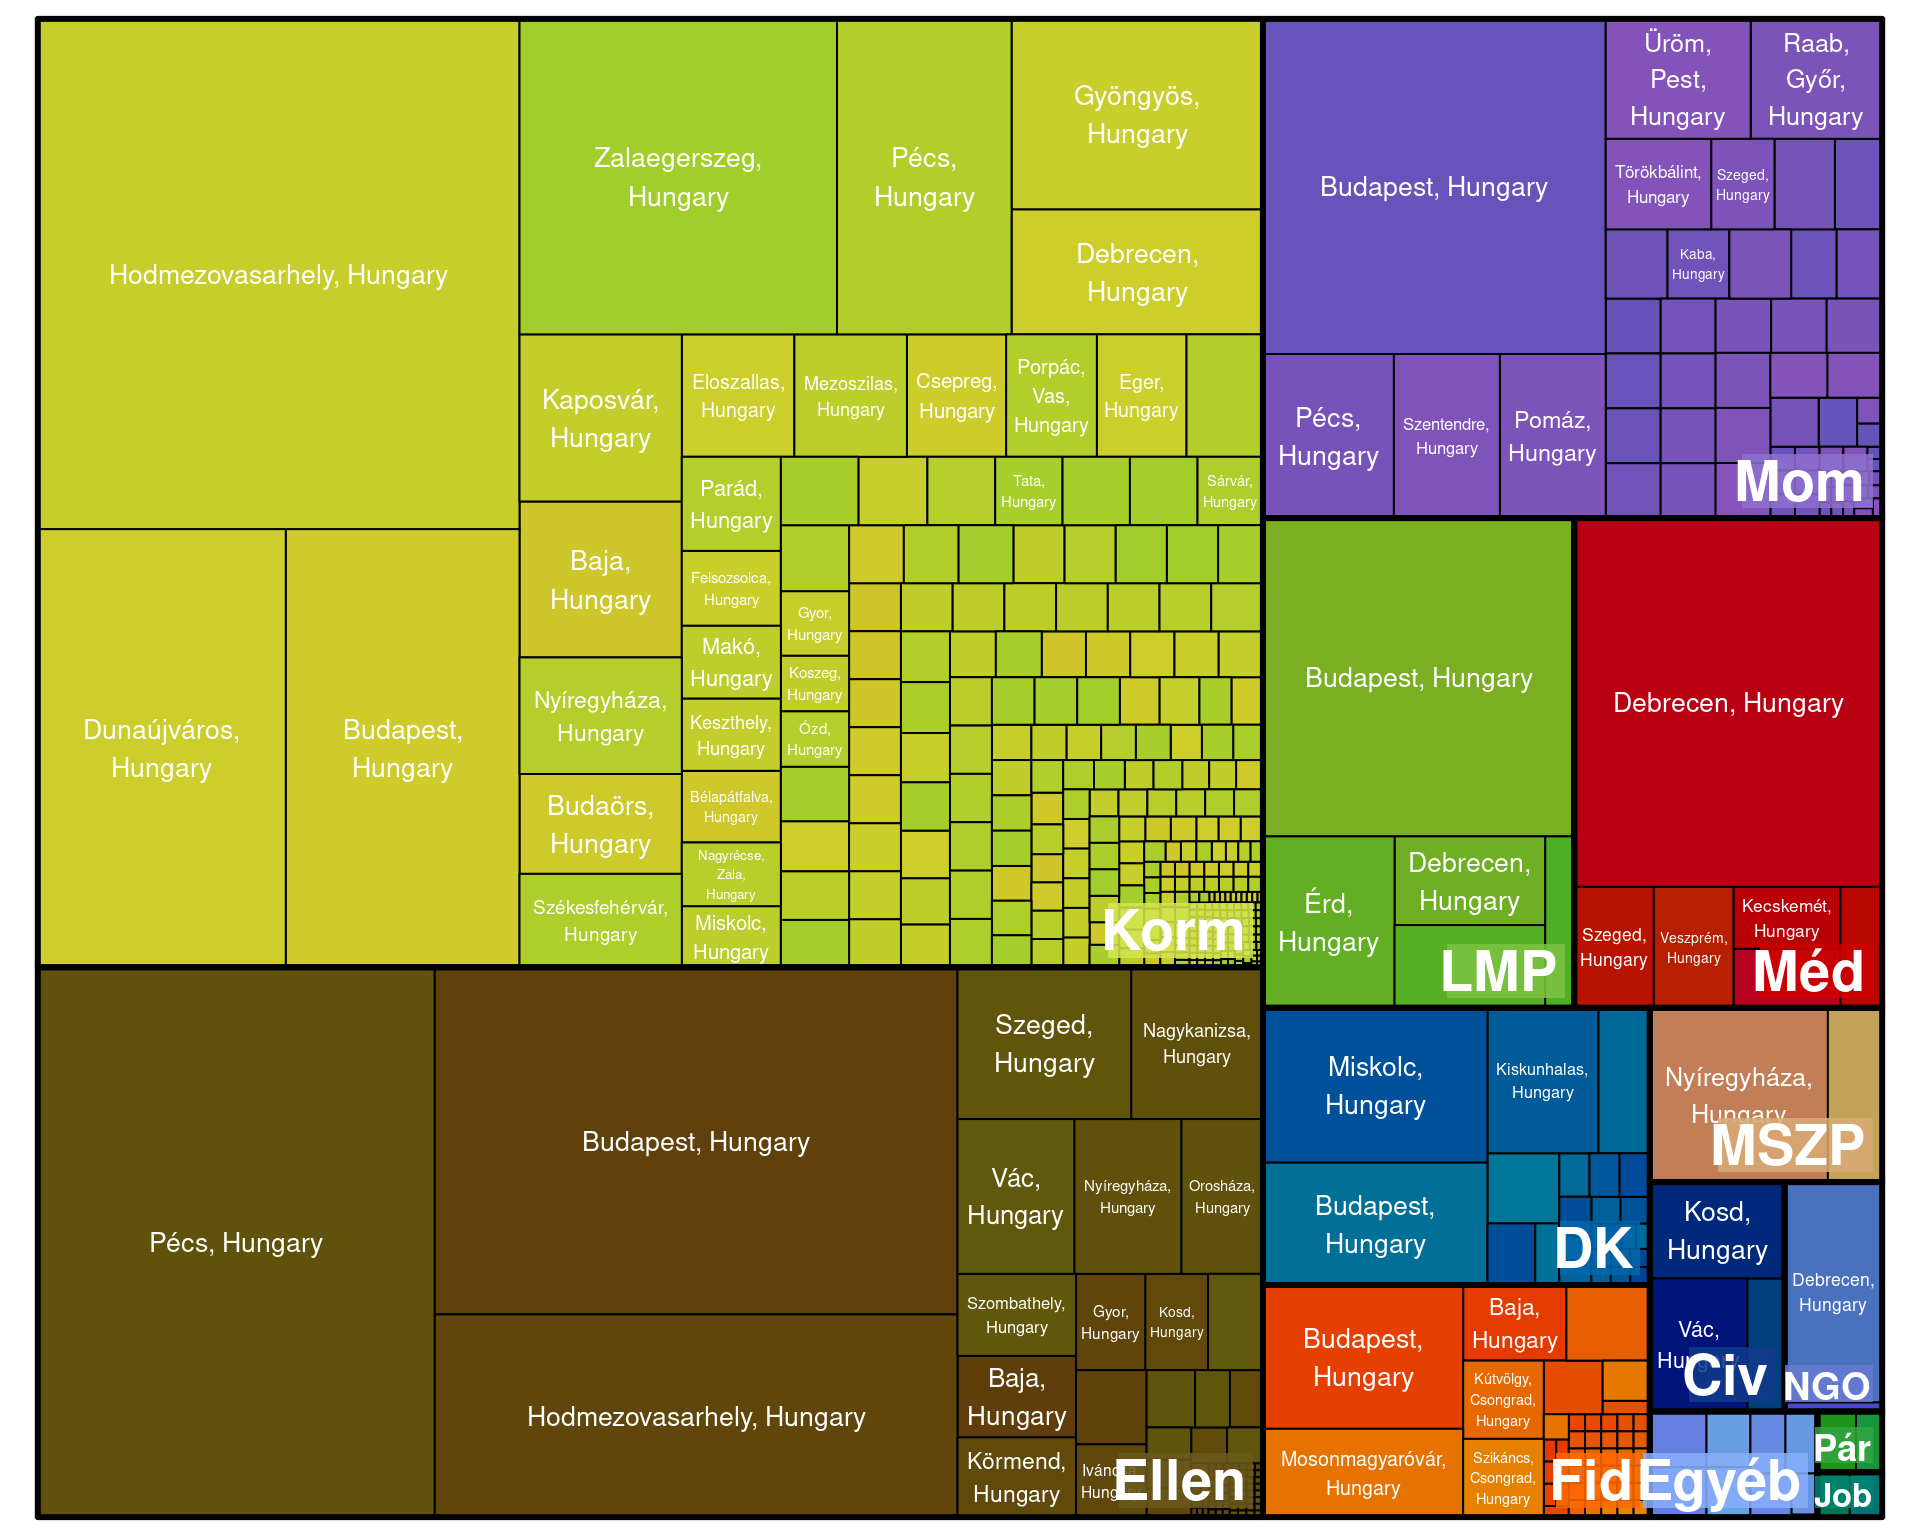 Hodmezovasarhely, Hungary
Zalaegerszeg,
Hungary
Pécs,
Hungary
Gyöngyös,
Hungary
Debrecen,
Hungary
Dunaújváros,
Hungary
Budapest,
Hungary
Kaposvár,
Hungary
Baja,
Hungary
Nyíregyháza,
Hungary
Budaörs,
Hungary
Székesfehérvár,
Hungary
Eloszallas,
Hungary
Mezoszilas,
Hungary
Csepreg,
Hungary
Porpác,
Vas,
Hungary
Eger,
Hungary
Parád,
Hungary
Felsozsolca,
Hungary
Makó,
Hungary
Keszthely,
Hungary
Bélapátfalva,
Hungary
Nagyrécse,
Zala,
Hungary
Miskolc,
Hungary
Tata,
Hungary
Sárvár,
Hungary
Gyor,
Hungary
Koszeg,
Hungary
Ózd,
Hungary
Korm
Budapest, Hungary
Üröm,
Pest,
Hungary
Raab,
Győr,
Hungary
Törökbálint,
Hungary
Szeged,
Hungary
Kaba,
Hungary
Pécs,
Hungary
Szentendre,
Hungary
Pomáz,
Hungary
Mom
Budapest, Hungary
Érd,
Hungary
Debrecen,
Hungary
LMP
Debrecen, Hungary
Szeged,
Hungary
Veszprém,
Hungary
Kecskemét,
Hungary
Méd
Pécs, Hungary
Budapest, Hungary
Hodmezovasarhely, Hungary
Szeged,
Hungary
Nagykanizsa,
Hungary
Vác,
Hungary
Nyíregyháza,
Hungary
Orosháza,
Hungary
Szombathely,
Hungary
Gyor,
Hungary
Kosd,
Hungary
Baja,
Hungary
Körmend,
Hungary
Hungary
Ellen
Miskolc,
Hungary
Kiskunhalas,
Hungary
Budapest,
Hungary
DK
Nyíregyháza,
Hungary
MSZP
Kosd,
Hungary
Vác,
Hungary
Civ
Debrecen,
Hungary
NGO
Budapest,
Hungary
Baja,
Hungary
Kútvölgy,
Csongrad,
Hungary
Mosonmagyaróvár,
Hungary
Szikáncs,
Csongrad,
Hungary
Fid
Egyéb
Pár
Job